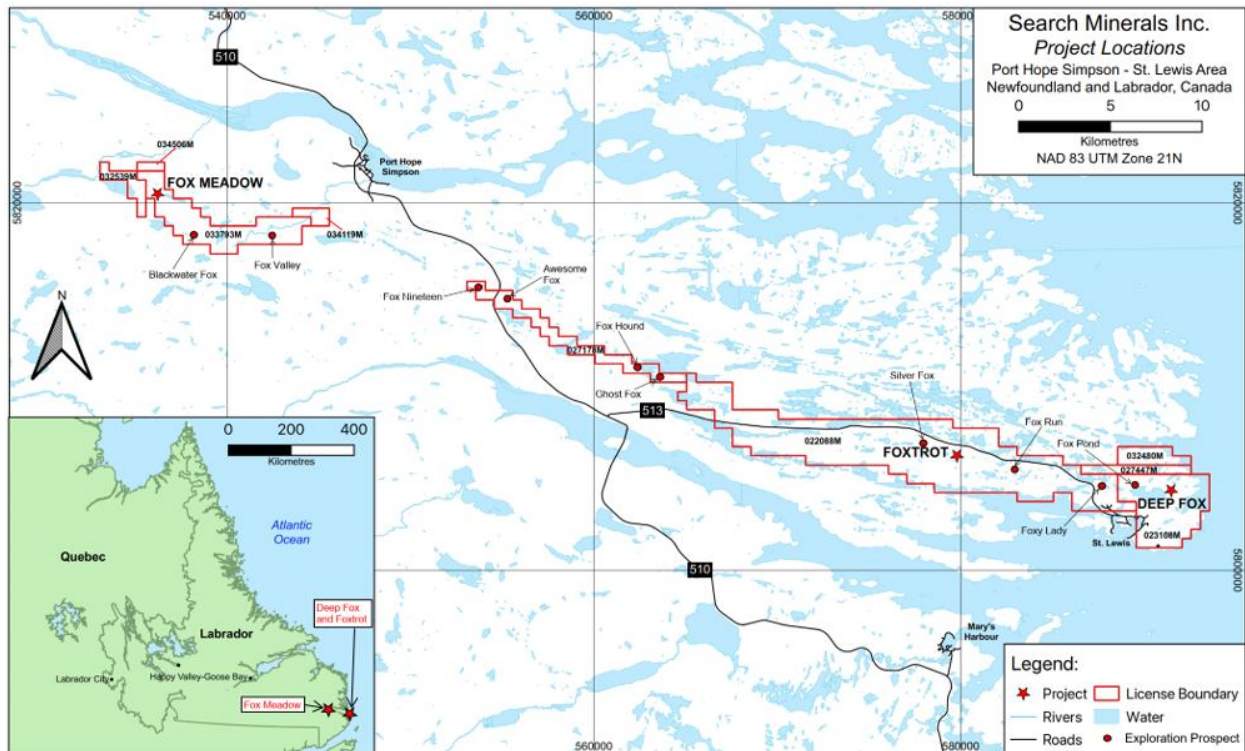 540000
560000
58000
Search Minerals Inc.
Project Locations
Port Hope Simpson - St. Lewis Area
Newfoundland and Labrador, Canada
0 5 10
Kilometres
NAD 83 UTM Zone 21N
510
034506M
032539M
FOX MEADOW
Port Hope
Simpson
5820000
5820000
033793M
034119M
Blackwater Fox
Fox Valley
N
Fox Nineteen
Awesome
Fox
Fox Hound
027178M
Ghost Fox
513
Silver Fox
022088M
FOXTROT
Fox Run
Fox Pond
032480M
027447M
DEEP FOX
Foxy Lady
St. Lewis
023108M
510
5800000
Mary's
Harbour
0 200 400
Kilometres
Atlantic
Ocean
Quebec
Labrador
Deep Fox
and Foxtrot
Labrador City
Happy Valley-Goose Bay
Fox Meadow
Legend:
Project
License Boundary
Rivers
Water
Roads
Exploration Prospect
560000
580000